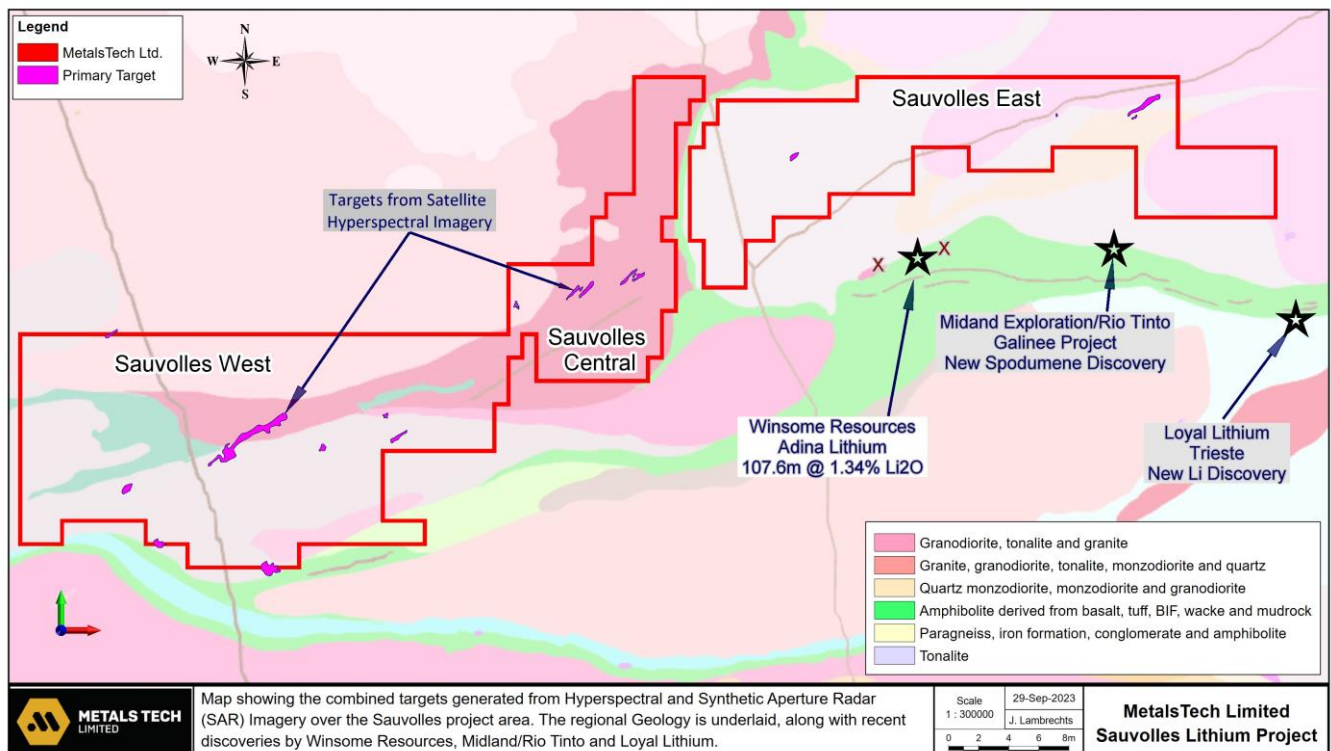 Legend
MetalsTech Ltd.
Primary Target
N
W
E
S
Sauvolles East
Targets from Satellite
Hyperspectral Imagery
X
X
Sauvolles
Central
Sauvolles West
Midand Exploration/Rio Tinto
Galinee Project
New Spodumene Discovery
Winsome Resources
Adina Lithium
107.6m @ 1.34% Li2O
Loyal Lithium
Trieste
New Li Discovery
Granodiorite, tonalite and granite
Granite, granodiorite, tonalite, monzodiorite and quartz
Quartz monzodiorite, monzodiorite and granodiorite
Amphibolite derived from basalt, tuff, BIF, wacke and mudrock
Paragneiss, iron formation, conglomerate and amphibolite
Tonalite
METALS TECH
LIMITED
Map showing the combined targets generated from Hyperspectral and Synthetic Aperture Radar
(SAR) Imagery over the Sauvolles project area. The regional Geology is underlaid, along with recent
discoveries by Winsome Resources, Midland/Rio Tinto and Loyal Lithium.
Scale
1 : 300000
29-Sep-2023
J. Lambrechts
0 2 4 6 8m
MetalsTech Limited
Sauvolles Lithium Project